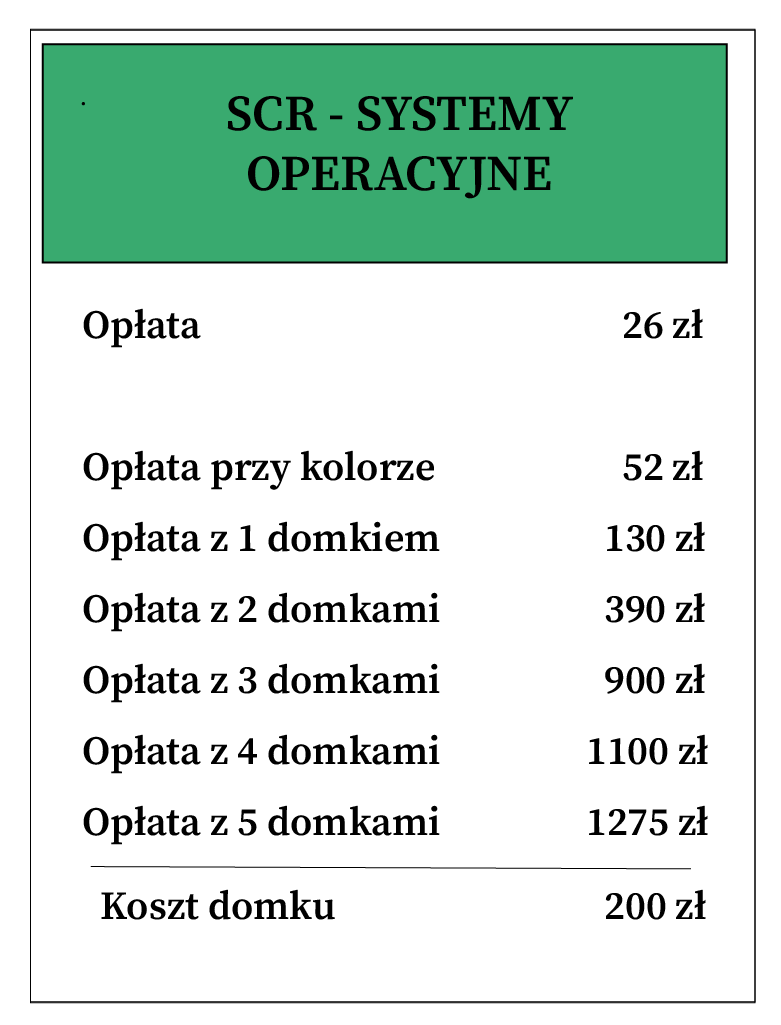 SCR - SYSTEMY
OPERACYJNE
Opłata 26 zł
Opłata przy kolorze 52 zł
Opłata z 1 domkiem 130 zł
Opłata z 2 domkami 390 zł
Opłata z 3 domkami 900 zł
Opłata z 4 domkami 1100 zł
Opłata z 5 domkami 1275 zł
Koszt domku 200 zł